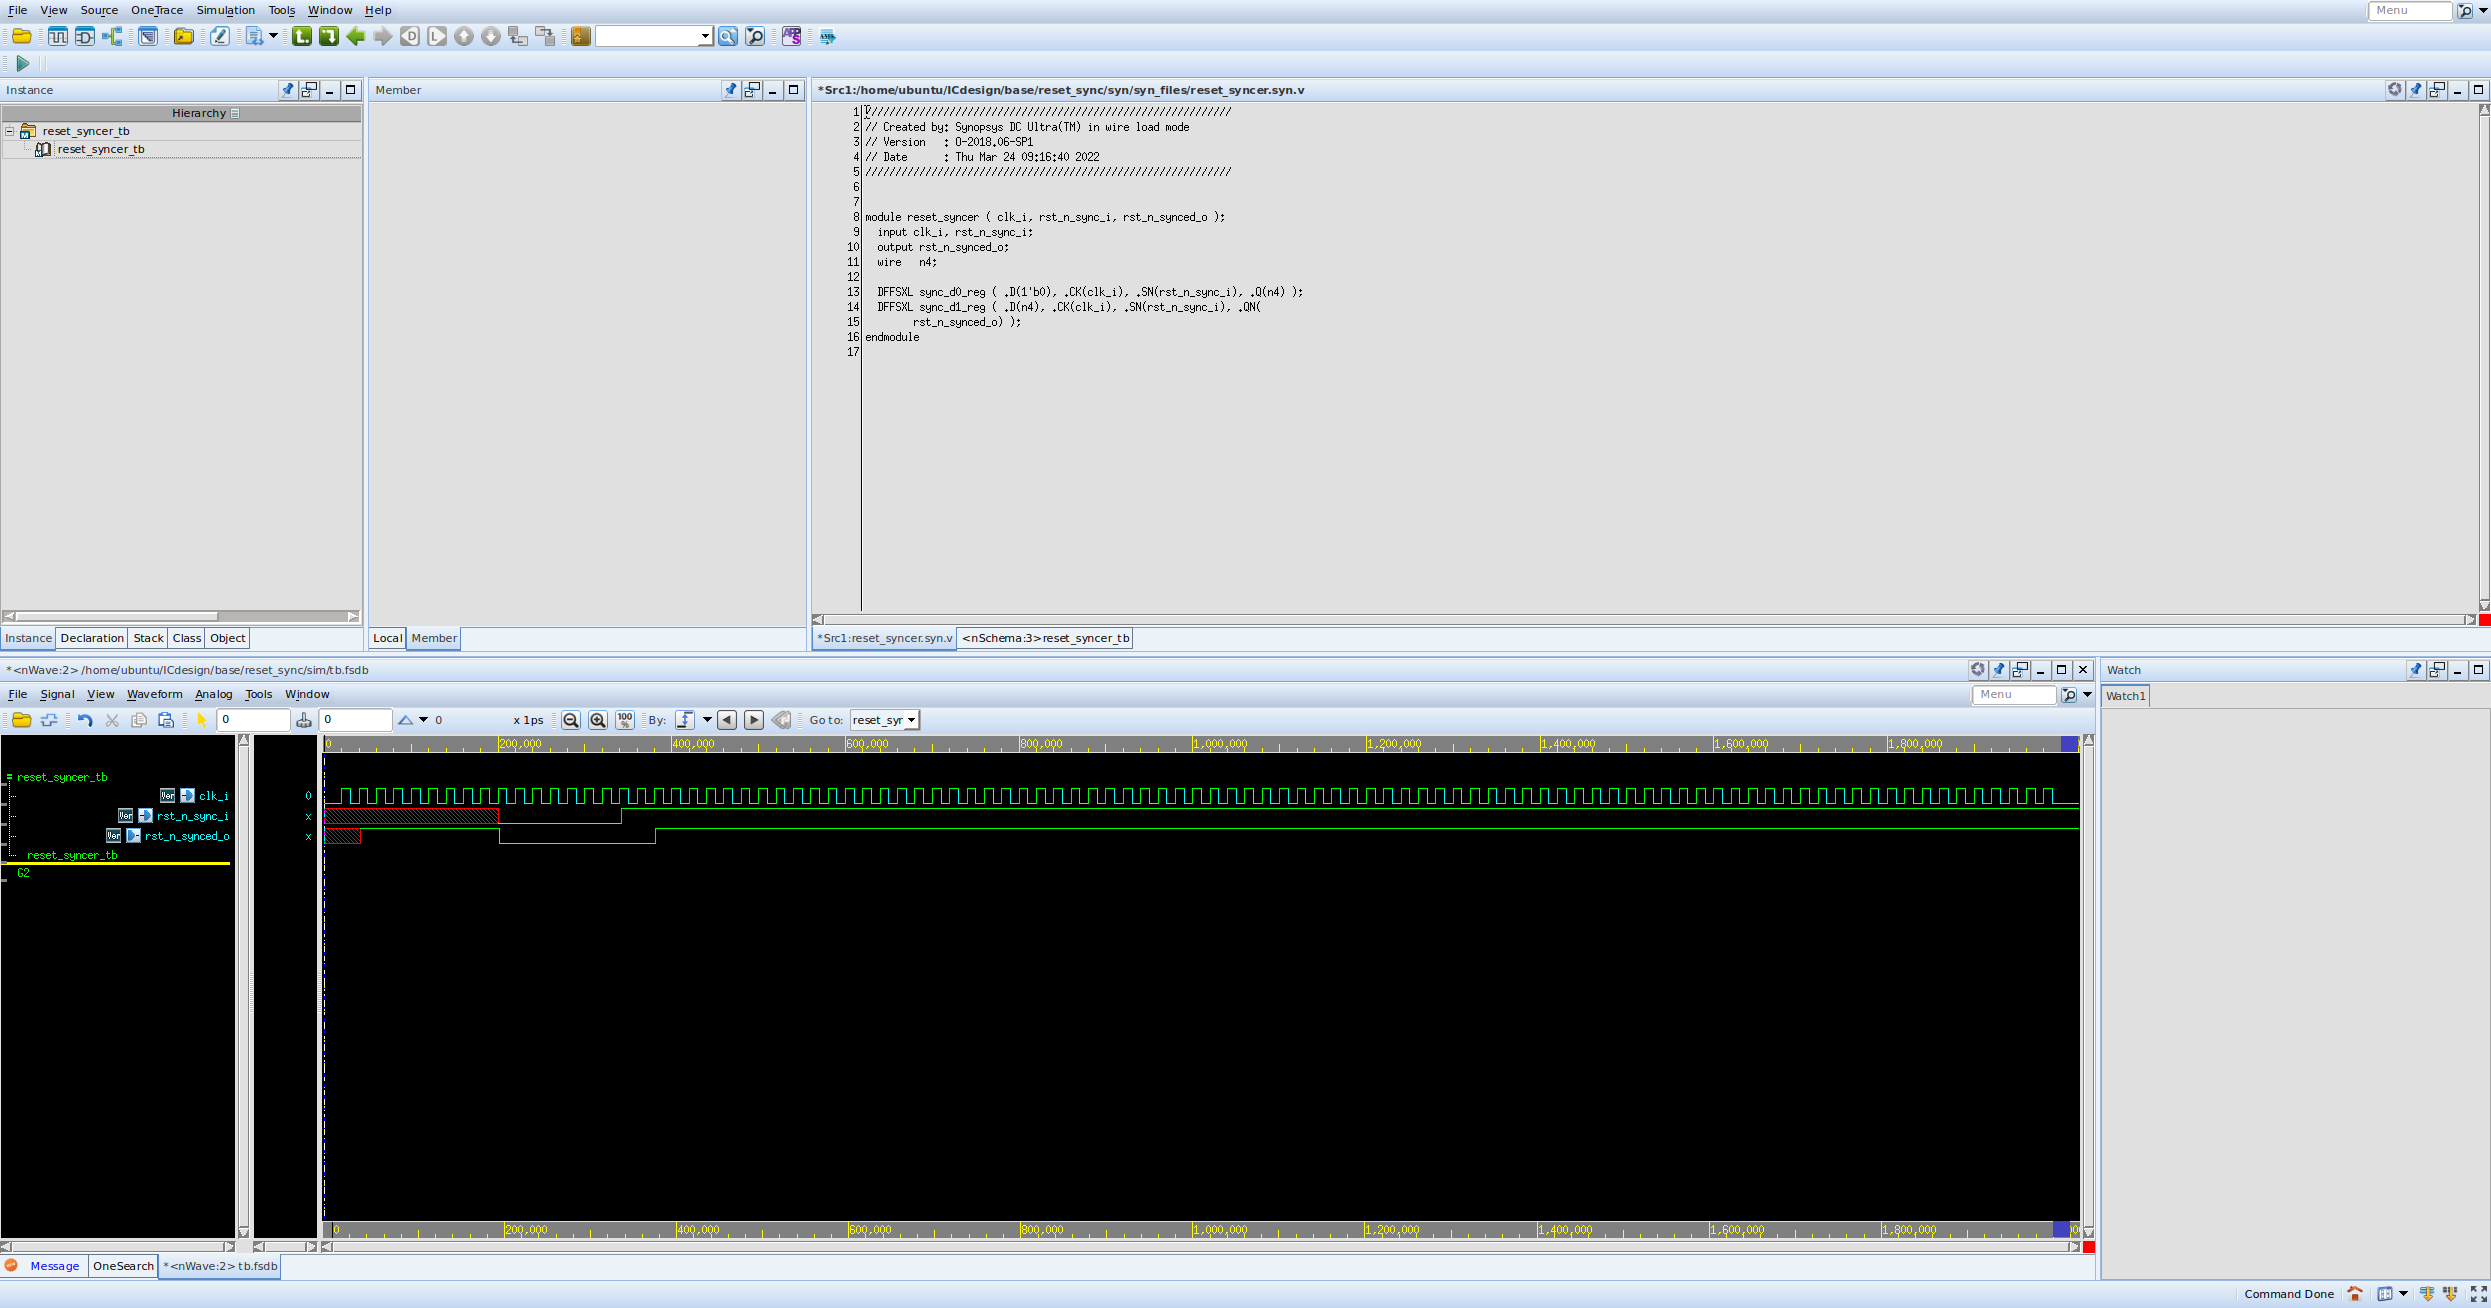 File View Source OneTrace Simulation Tools Window Help
Menu
Instance
Member
*Src1:/home/ubuntu/ICdesign/base/reset_sync/syn/syn_files/reset_syncer.syn.v
Hierarchy
reset_syncer_tb
reset_syncer_tb
1 /////////////////////////////////////////////////////////////
2 // Created by: Synopsys DC Ultra(TM) in wire load mode
3 // Version   : O-2018.06-SP1
4 // Date      : Thu Mar 24 09:16:40 2022
5 /////////////////////////////////////////////////////////////
6
7
8 module reset_syncer ( clk_i, rst_n_sync_i, rst_n_synced_o );
9   input clk_i, rst_n_sync_i;
10   output rst_n_synced_o;
11   wire   n4;
12
13   DFFSXL sync_d0_reg ( .D(1'b0), .CK(clk_i), .SN(rst_n_sync_i), .Q(n4) );
14   DFFSXL sync_d1_reg ( .D(n4), .CK(clk_i), .SN(rst_n_sync_i), .QN(
15         rst_n_synced_o) );
16 endmodule
17
Instance Declaration Stack Class Object
Local Member
*Src1:reset_syncer.syn.v <nSchema:3>reset_syncer_tb
*<nWave:2> /home/ubuntu/ICdesign/base/reset_sync/sim/tb.fsdb
Watch
File Signal View Waveform Analog Tools Window
Menu
Watch1
0 0 0 x 1ps 100% By: Go to: reset_syr
0 200,000 400,000 600,000 800,000 1,000,000 1,200,000 1,400,000 1,600,000 1,800,000
reset_syncer_tb
Var clk_i 0
Var rst_n_sync_i x
Var rst_n_synced_o x
reset_syncer_tb
G2
0 200,000 400,000 600,000 800,000 1,000,000 1,200,000 1,400,000 1,600,000 1,800,000
Message OneSearch *<nWave:2> tb.fsdb
Command Done